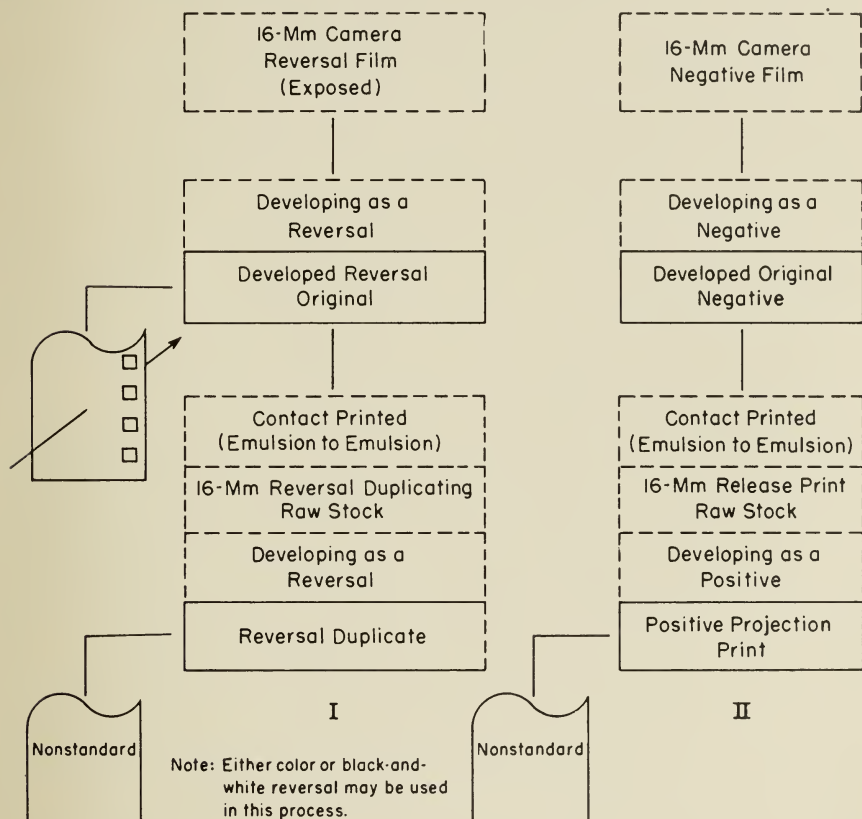 16-Mm Camera
Reversal Film
(Exposed)
Developing as a
Reversal
Developed Reversal
Original
Contact Printed
(Emulsion to Emulsion)
16-Mm Reversal Duplicating
Raw Stock
Developing as a
Reversal
Reversal Duplicate
I
Nonstandard
Note: Either color or black-and-
white reversal may be used
in this process.
16-Mm Camera
Negative Film
Developing as a
Negative
Developed Original
Negative
Contact Printed
(Emulsion to Emulsion)
16-Mm Release Print
Raw Stock
Developing as a
Positive
Positive Projection
Print
II
Nonstandard